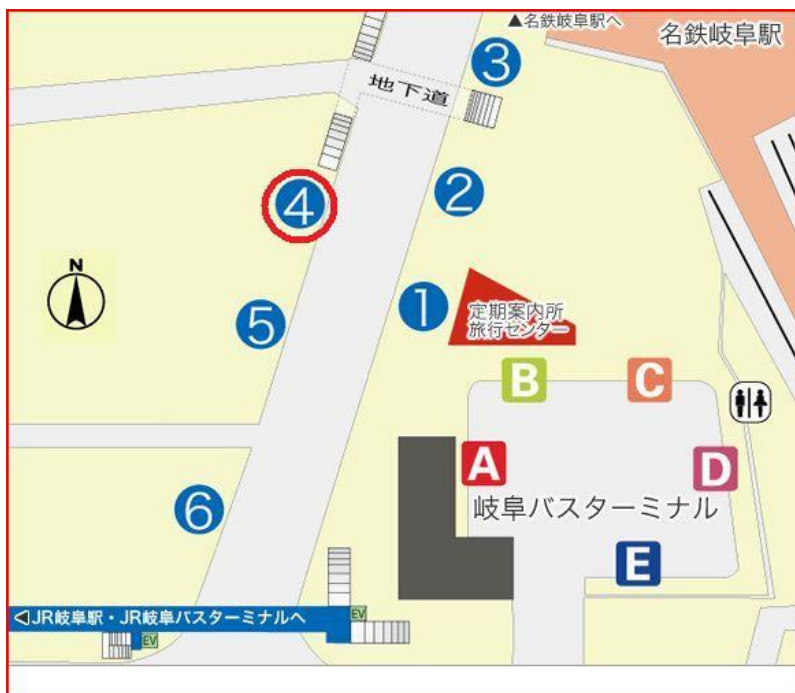 ▲名鉄岐阜駅へ
名鉄岐阜駅
3
地下道
2
4
N
1
定期案内所
旅行センター
5
B
C
A
D
岐阜バスターミナル
6
E
◁JR岐阜駅・JR岐阜バスターミナルへ
EV
EV